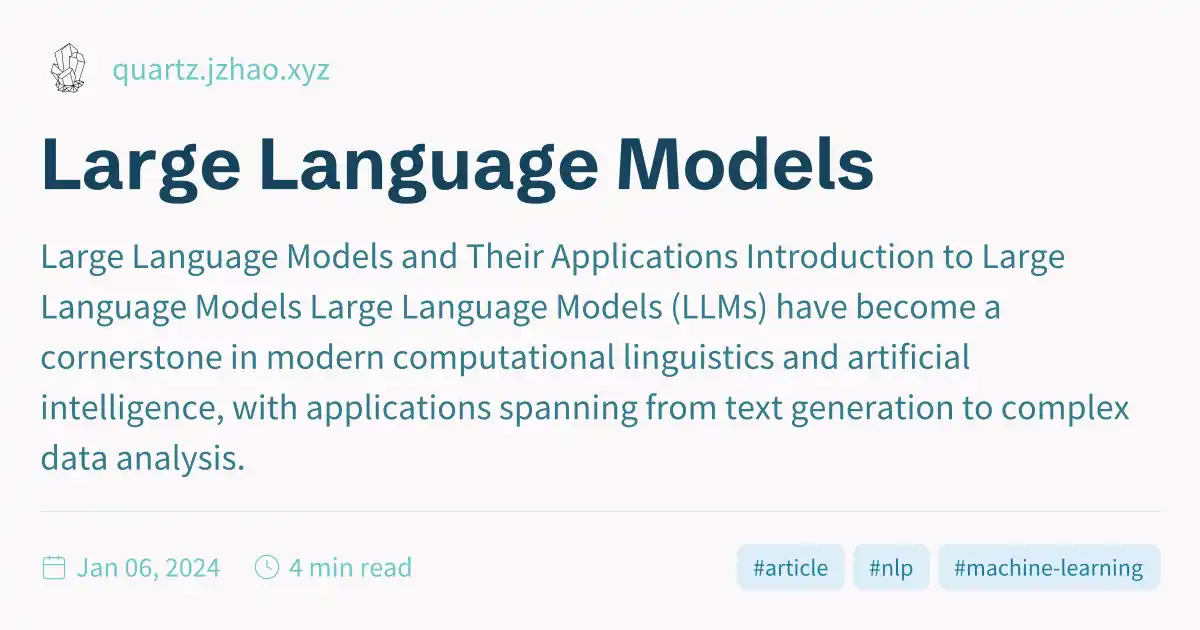 quartz.jzhao.xyz
Large Language Models
Large Language Models and Their Applications Introduction to Large
Language Models Large Language Models (LLMs) have become a
cornerstone in modern computational linguistics and artificial
intelligence, with applications spanning from text generation to complex
data analysis.
Jan 06, 2024 4 min read #article #nlp #machine-learning